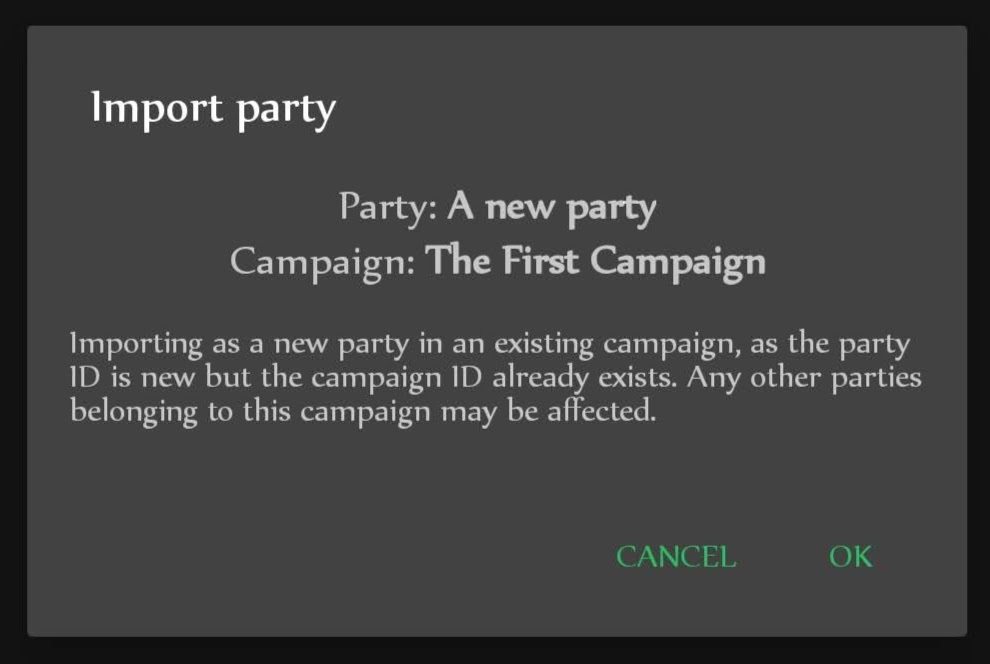 Import party
Party: A new party
Campaign: The First Campaign
Importing as a new party in an existing campaign, as the party
ID is new but the campaign ID already exists. Any other parties
belonging to this campaign may be affected.
CANCEL OK